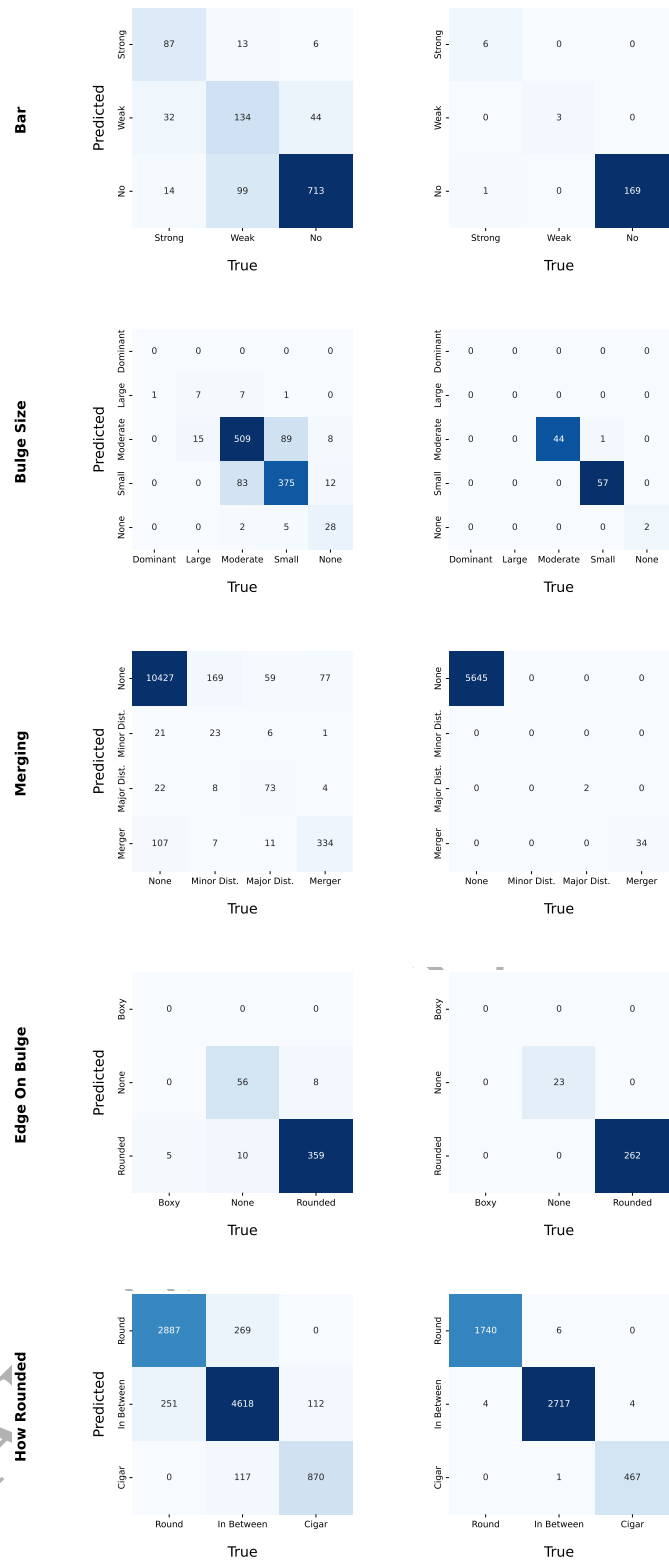 Bar
Predicted
Strong 87 13 6
Weak 32 134 44
No 14 99 713
Strong Weak No
True
Strong 6 0 0
Weak 0 3 0
No 1 0 169
Strong Weak No
True
Bulge Size
Predicted
Dominant 0 0 0 0 0
Large 1 7 7 1 0
Moderate 0 15 509 89 8
Small 0 0 83 375 12
None 0 0 2 5 28
Dominant Large Moderate Small None
True
Dominant 0 0 0 0 0
Large 0 0 0 0 0
Moderate 0 0 44 1 0
Small 0 0 0 57 0
None 0 0 0 0 2
Dominant Large Moderate Small None
True
Merging
Predicted
None 10427 169 59 77
Minor Dist. 21 23 6 1
Major Dist. 22 8 73 4
Merger 107 7 11 334
None Minor Dist. Major Dist. Merger
True
None 5645 0 0 0
Minor Dist. 0 0 0 0
Major Dist. 0 0 2 0
Merger 0 0 0 34
None Minor Dist. Major Dist. Merger
True
Edge On Bulge
Predicted
Boxy 0 0 0
None 0 56 8
Rounded 5 10 359
Boxy None Rounded
True
Boxy 0 0 0
None 0 23 0
Rounded 0 0 262
Boxy None Rounded
True
How Rounded
Predicted
Round 2887 269 0
In Between 251 4618 112
Cigar 0 117 870
Round In Between Cigar
True
Round 1740 6 0
In Between 4 2717 4
Cigar 0 1 467
Round In Between Cigar
True